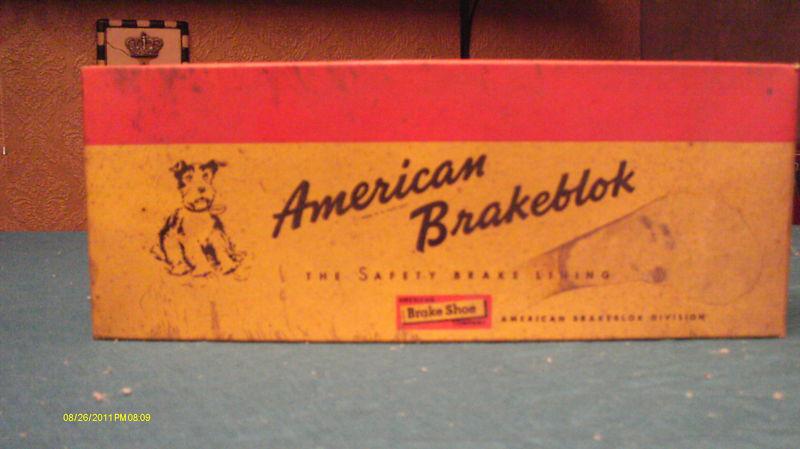 American
Brakeblok
THE SAFETY BRAKE LINING
AMERICAN
Brake Shoe
COMPANY
AMERICAN BRAKEBLOK DIVISION
08/26/2011 PM 08:09